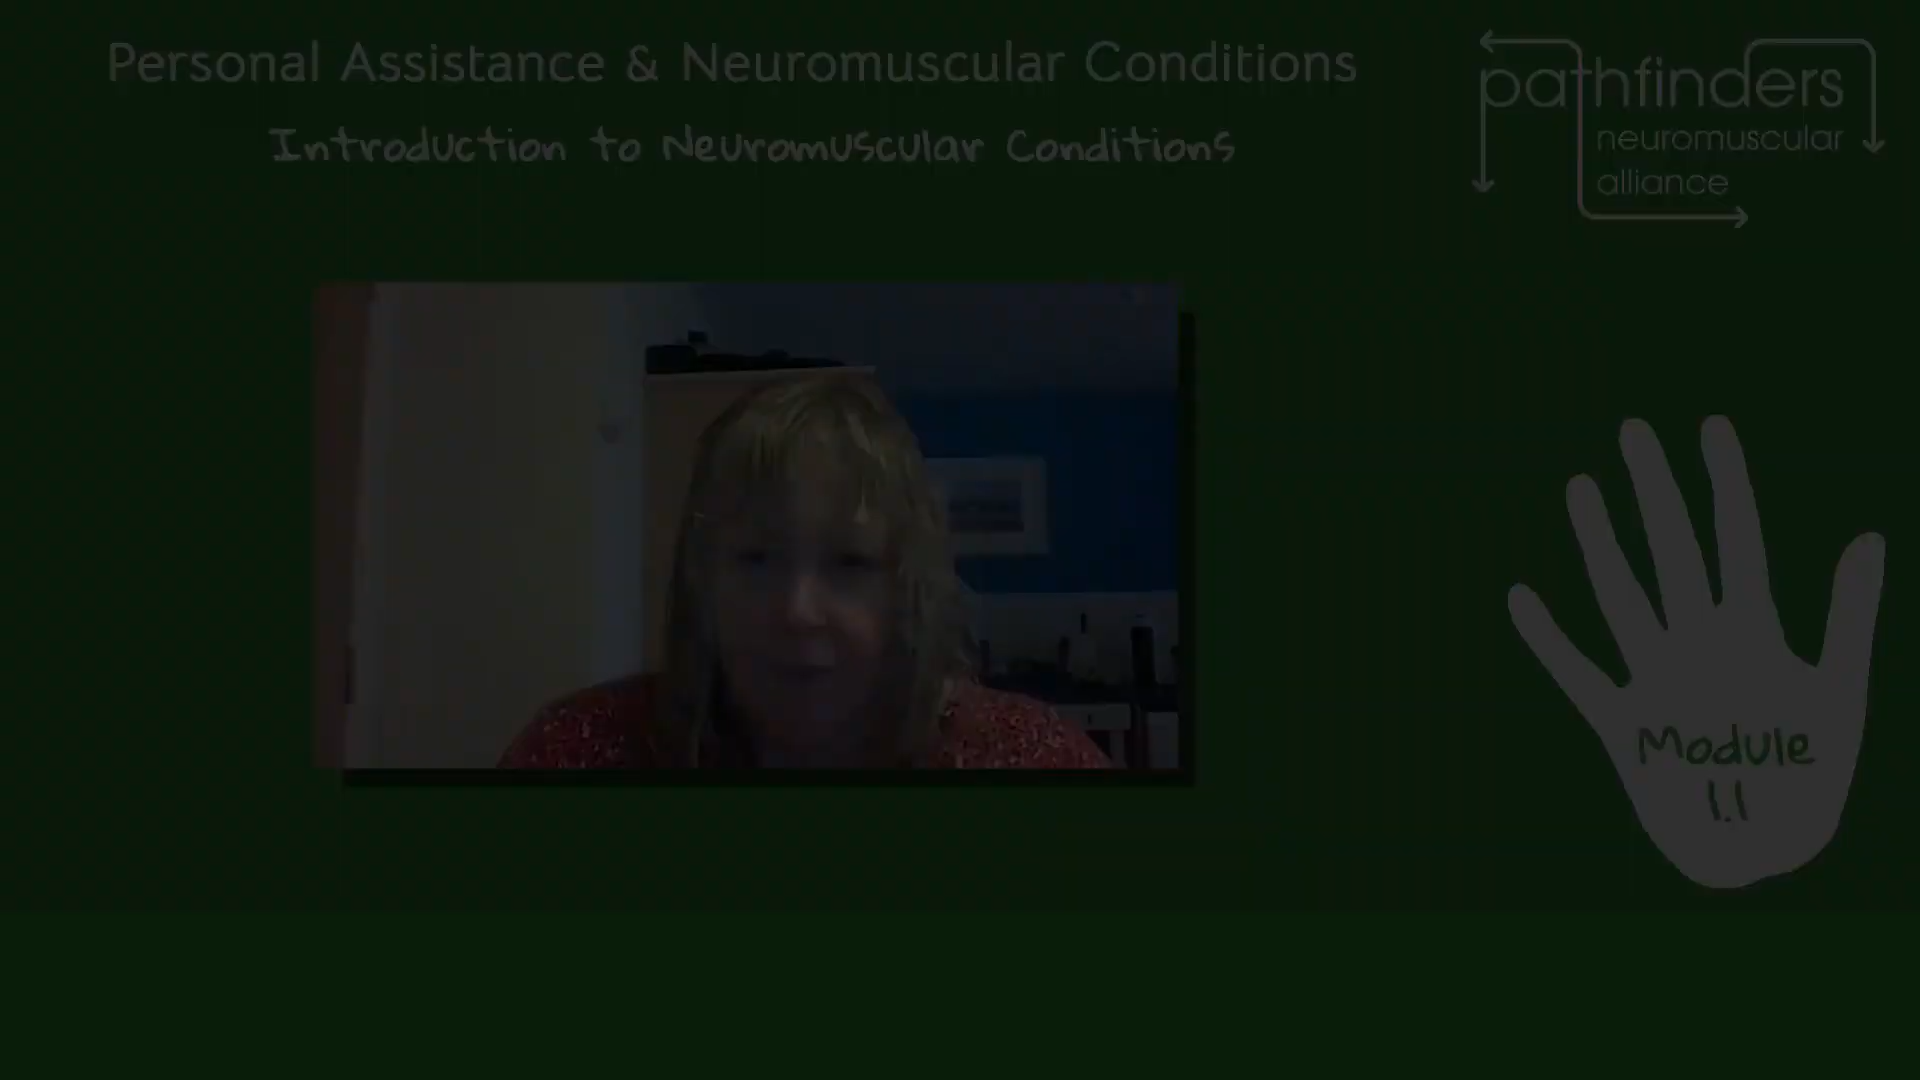 Personal Assistance & Neuromuscular Conditions
Introduction to Neuromuscular Conditions
pathfinders
neuromuscular
alliance
Module
1.1